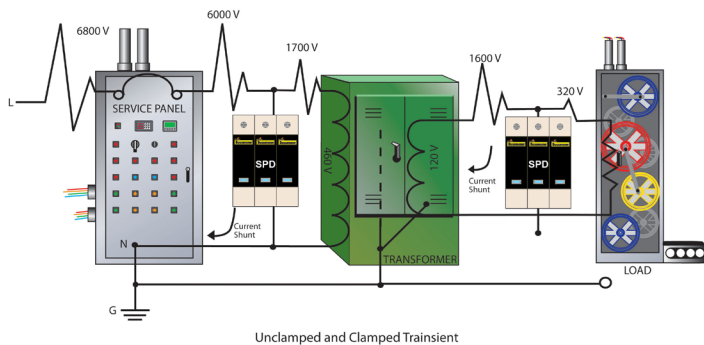 6800 V
6000 V
1700 V
1600 V
320 V
L
SERVICE PANEL
SPD
460V
120V
SPD
Current
Shunt
Current
Shunt
N
TRANSFORMER
LOAD
G
Unclamped and Clamped Trainsient